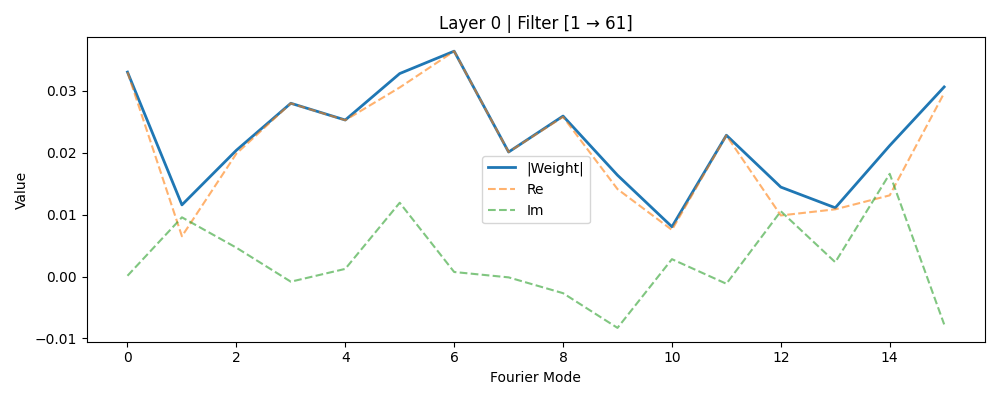 Layer 0 | Filter [1 → 61]
Value
0.03
0.02
0.01
0.00
−0.01
|Weight|
Re
Im
0 2 4 6 8 10 12 14
Fourier Mode